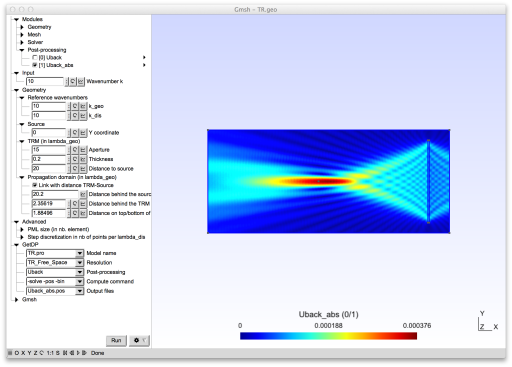 Gmsh - TR.geo
Modules
Geometry
Mesh
Solver
Post-processing
[0] Uback
[1] Uback_abs
Input
10 Wavenumber k
Geometry
Reference wavenumbers
10 k_geo
10 k_dis
Source
0 Y coordinate
TRM (in lambda_geo)
15 Aperture
0.2 Thickness
20 Distance to source
Propagation domain (in lambda_geo)
Link with distance TRM-Source
20.2 Distance behind the sourc
2.35619 Distance behind the TRM
1.88496 Distance on top/bottom of
Advanced
PML size (in nb. element)
Step discretization in nb of points per lambda_dis
GetDP
TR.pro Model name
TR_Free_Space Resolution
Uback Post-processing
-solve -pos -bin Compute command
Uback_abs.pos Output files
Gmsh
Run
Uback_abs (0/1)
0 0.000188 0.000376
Y
Z X
O X Y Z 1:1 S Done